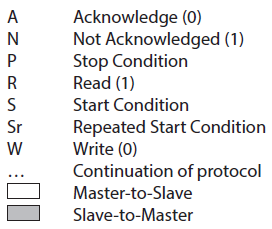 A Acknowledge (0)
N Not Acknowledged (1)
P Stop Condition
R Read (1)
S Start Condition
Sr Repeated Start Condition
W Write (0)
... Continuation of protocol
Master-to-Slave
Slave-to-Master